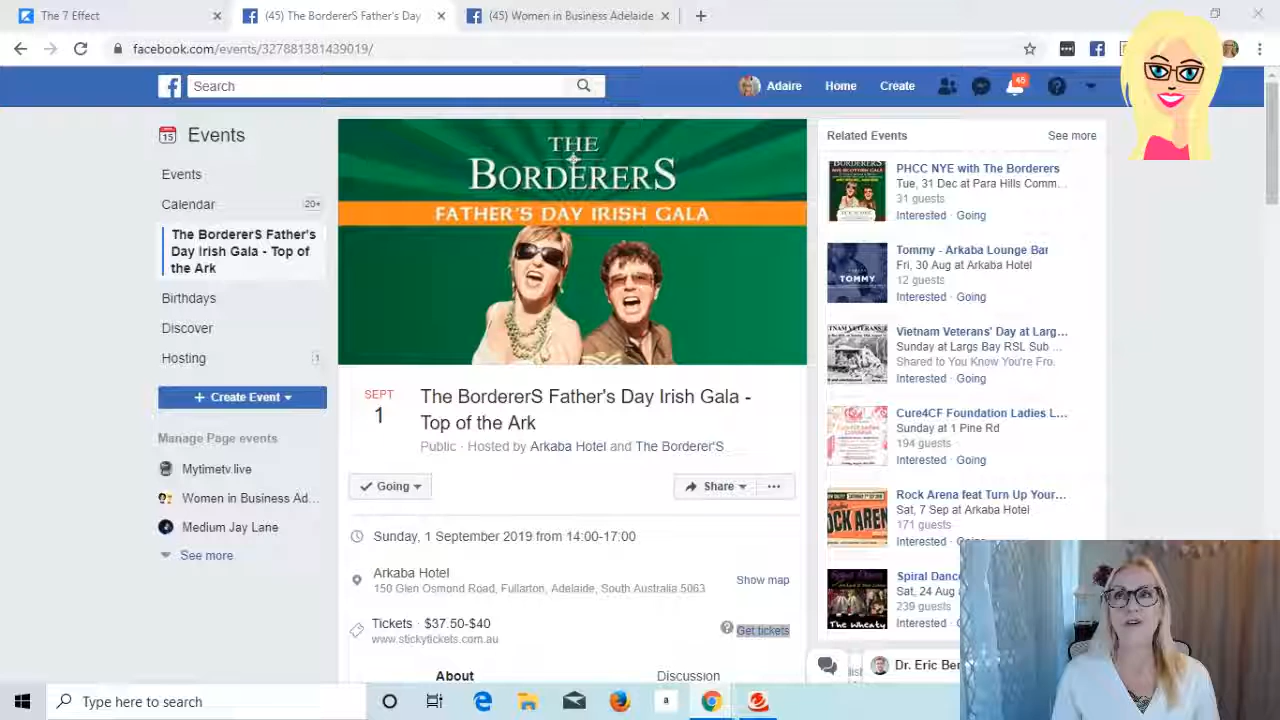 The 7 Effect
(45) The BordererS Father's Day
(45) Women in Business Adelaide
facebook.com/events/327881381439019/
Search
Adaire
Home
Create
45
15
Events
Events
Calendar
20+
The BordererS Father's
Day Irish Gala - Top of
the Ark
Birthdays
Discover
Hosting
1
+ Create Event
Manage Page events
Mytimetv.live
Women in Business Ad...
Medium Jay Lane
See more
THE
BORDERERS
FATHER'S DAY IRISH GALA
SEPT
1
The BordererS Father's Day Irish Gala -
Top of the Ark
Public · Hosted by Arkaba Hotel and The Borderer'S
Going
Share
Sunday, 1 September 2019 from 14:00-17:00
Arkaba Hotel
150 Glen Osmond Road, Fullarton, Adelaide, South Australia 5063
Show map
Tickets · $37.50-$40
www.stickytickets.com.au
Get tickets
About
Discussion
Related Events
See more
PHCC NYE with The Borderers
Tue, 31 Dec at Para Hills Comm...
31 guests
Interested · Going
TOMMY
Tommy - Arkaba Lounge Bar
Fri, 30 Aug at Arkaba Hotel
12 guests
Interested · Going
Vietnam Veterans' Day at Larg...
Sunday at Largs Bay RSL Sub ...
Shared to You Know You're Fro.
Interested · Going
Cure4CF Foundation Ladies L...
Sunday at 1 Pine Rd
194 guests
Interested · Going
Rock Arena feat Turn Up Your...
Sat, 7 Sep at Arkaba Hotel
171 guests
Interested · Going
The Wheaty
Spiral Danc
Sat, 24 Aug
239 guests
Interested ·
Dr. Eric Ber
Type here to search
a